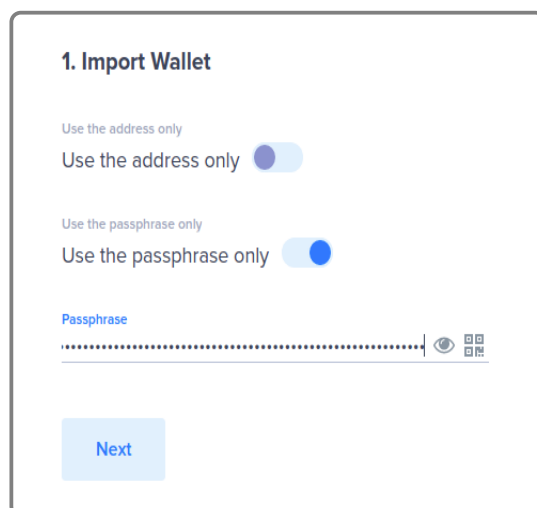 1. Import Wallet
Use the address only
Use the address only
Use the passphrase only
Use the passphrase only
Passphrase
Next